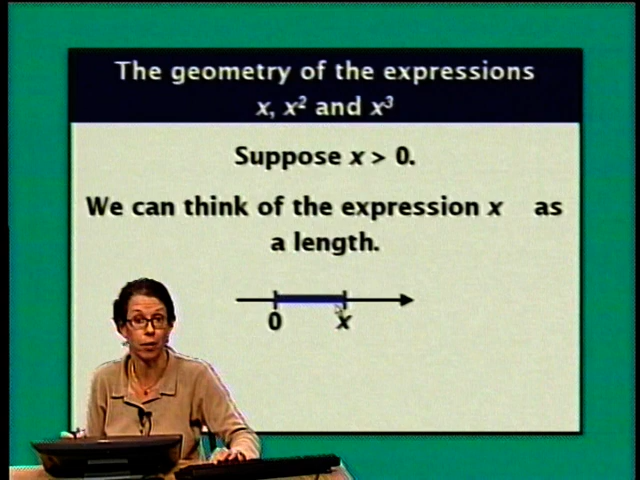 The geometry of the expressions
x, x² and x³
Suppose x > 0.
We can think of the expression x as
a length.
0 x